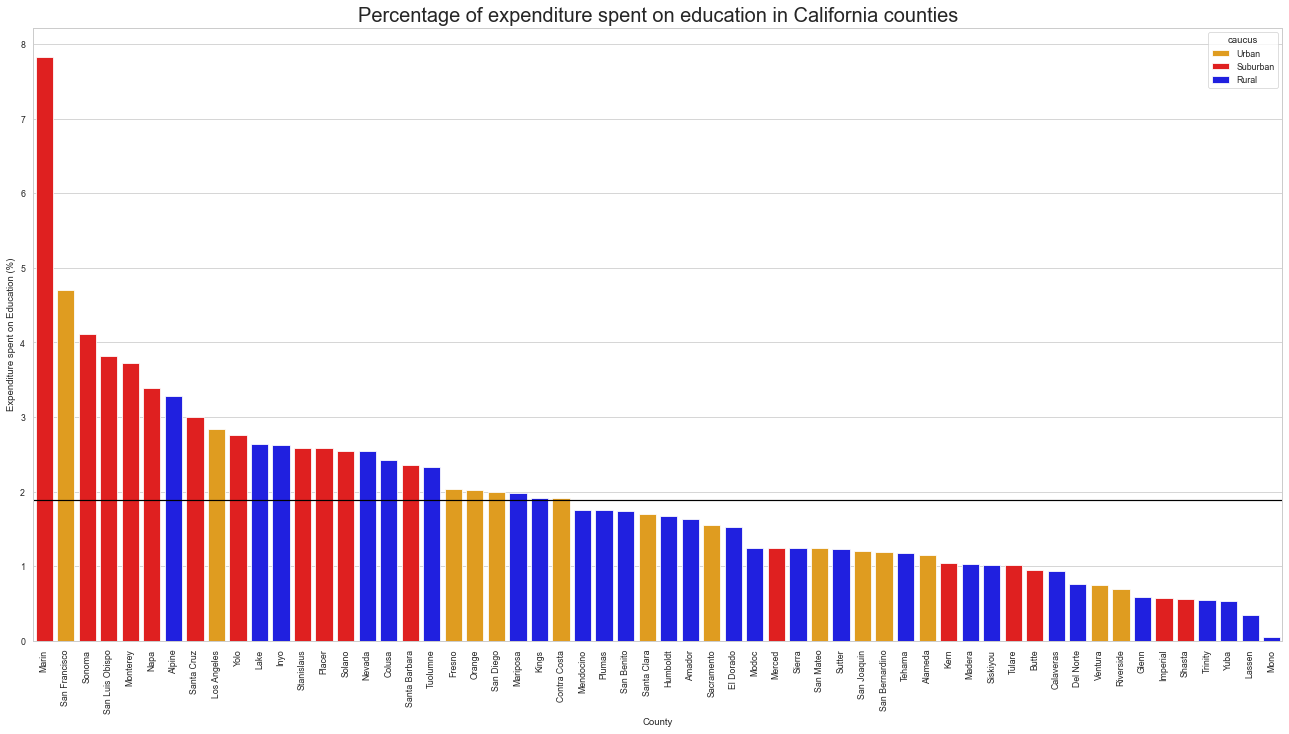 Percentage of expenditure spent on education in California counties
caucus
Urban
Suburban
Rural
Expenditure spent on Education (%)
8
7
6
5
4
3
2
1
0
Marin
San Francisco
Sonoma
San Luis Obispo
Monterey
Napa
Alpine
Santa Cruz
Los Angeles
Yolo
Lake
Inyo
Stanislaus
Placer
Solano
Nevada
Colusa
Santa Barbara
Tuolumne
Fresno
Orange
San Diego
Mariposa
Kings
Contra Costa
Mendocino
Plumas
San Benito
Santa Clara
Humboldt
Amador
Sacramento
El Dorado
Modoc
Merced
Sierra
San Mateo
Sutter
San Joaquin
San Bernardino
Tehama
Alameda
Kern
Madera
Siskiyou
Tulare
Butte
Calaveras
Del Norte
Ventura
Riverside
Glenn
Imperial
Shasta
Trinity
Yuba
Lassen
Mono
County